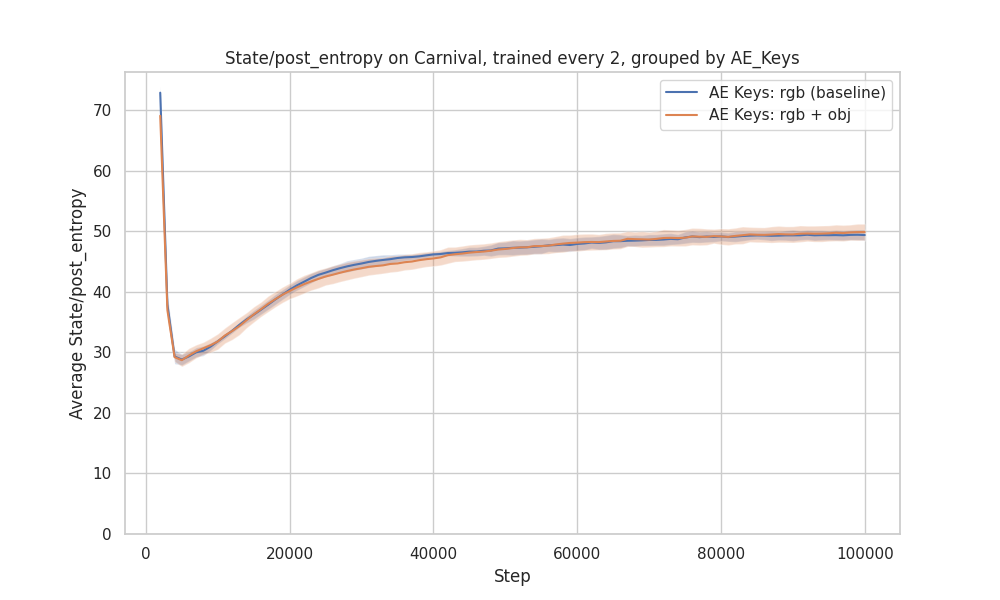 State/post_entropy on Carnival, trained every 2, grouped by AE_Keys
AE Keys: rgb (baseline)
AE Keys: rgb + obj
Average State/post_entropy
70
60
50
40
30
20
10
0
0 20000 40000 60000 80000 100000
Step